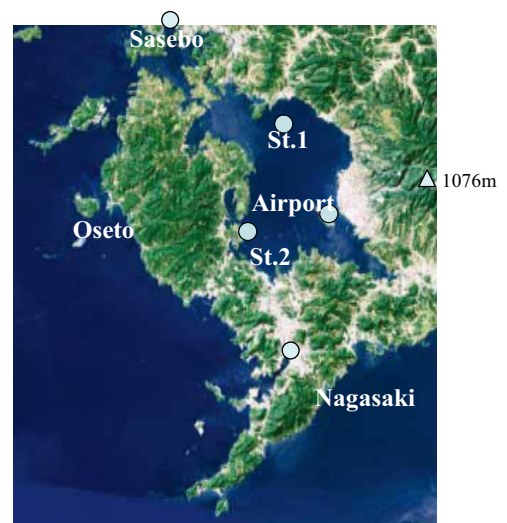 Sasebo
St.1
1076m
Airport
Oseto
St.2
Nagasaki